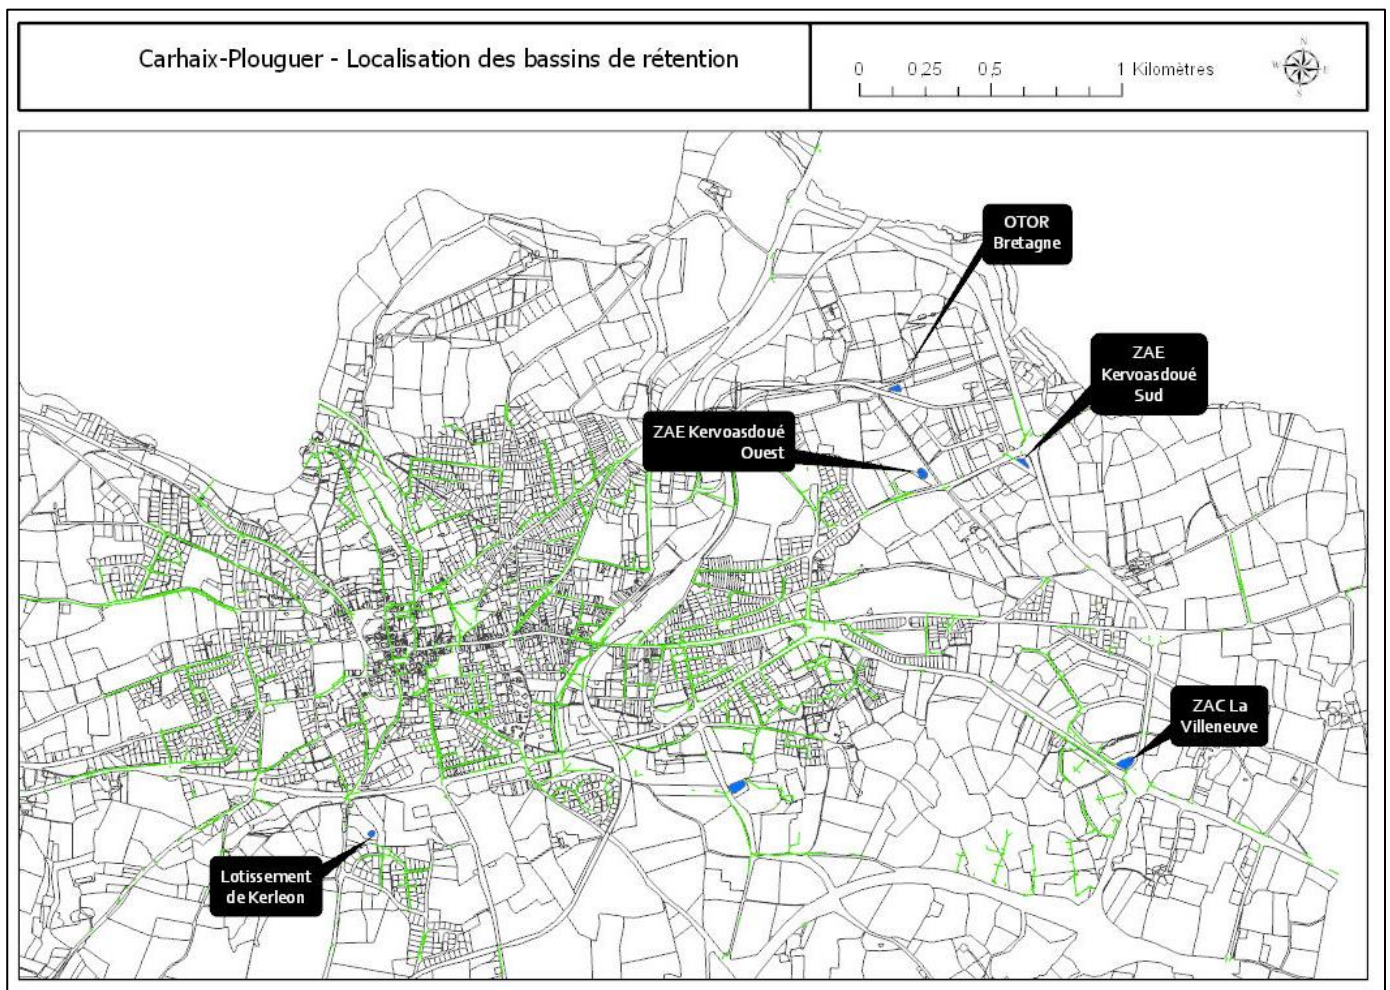 Carhaix-Plouguer - Localisation des bassins de rétention
0 0,25 0,5 1 Kilomètres
N
W E
S
OTOR
Bretagne
ZAE
Kervoasdoué
Sud
ZAE Kervoasdoué
Ouest
ZAC La
Villeneuve
Lotissement
de Kerleon